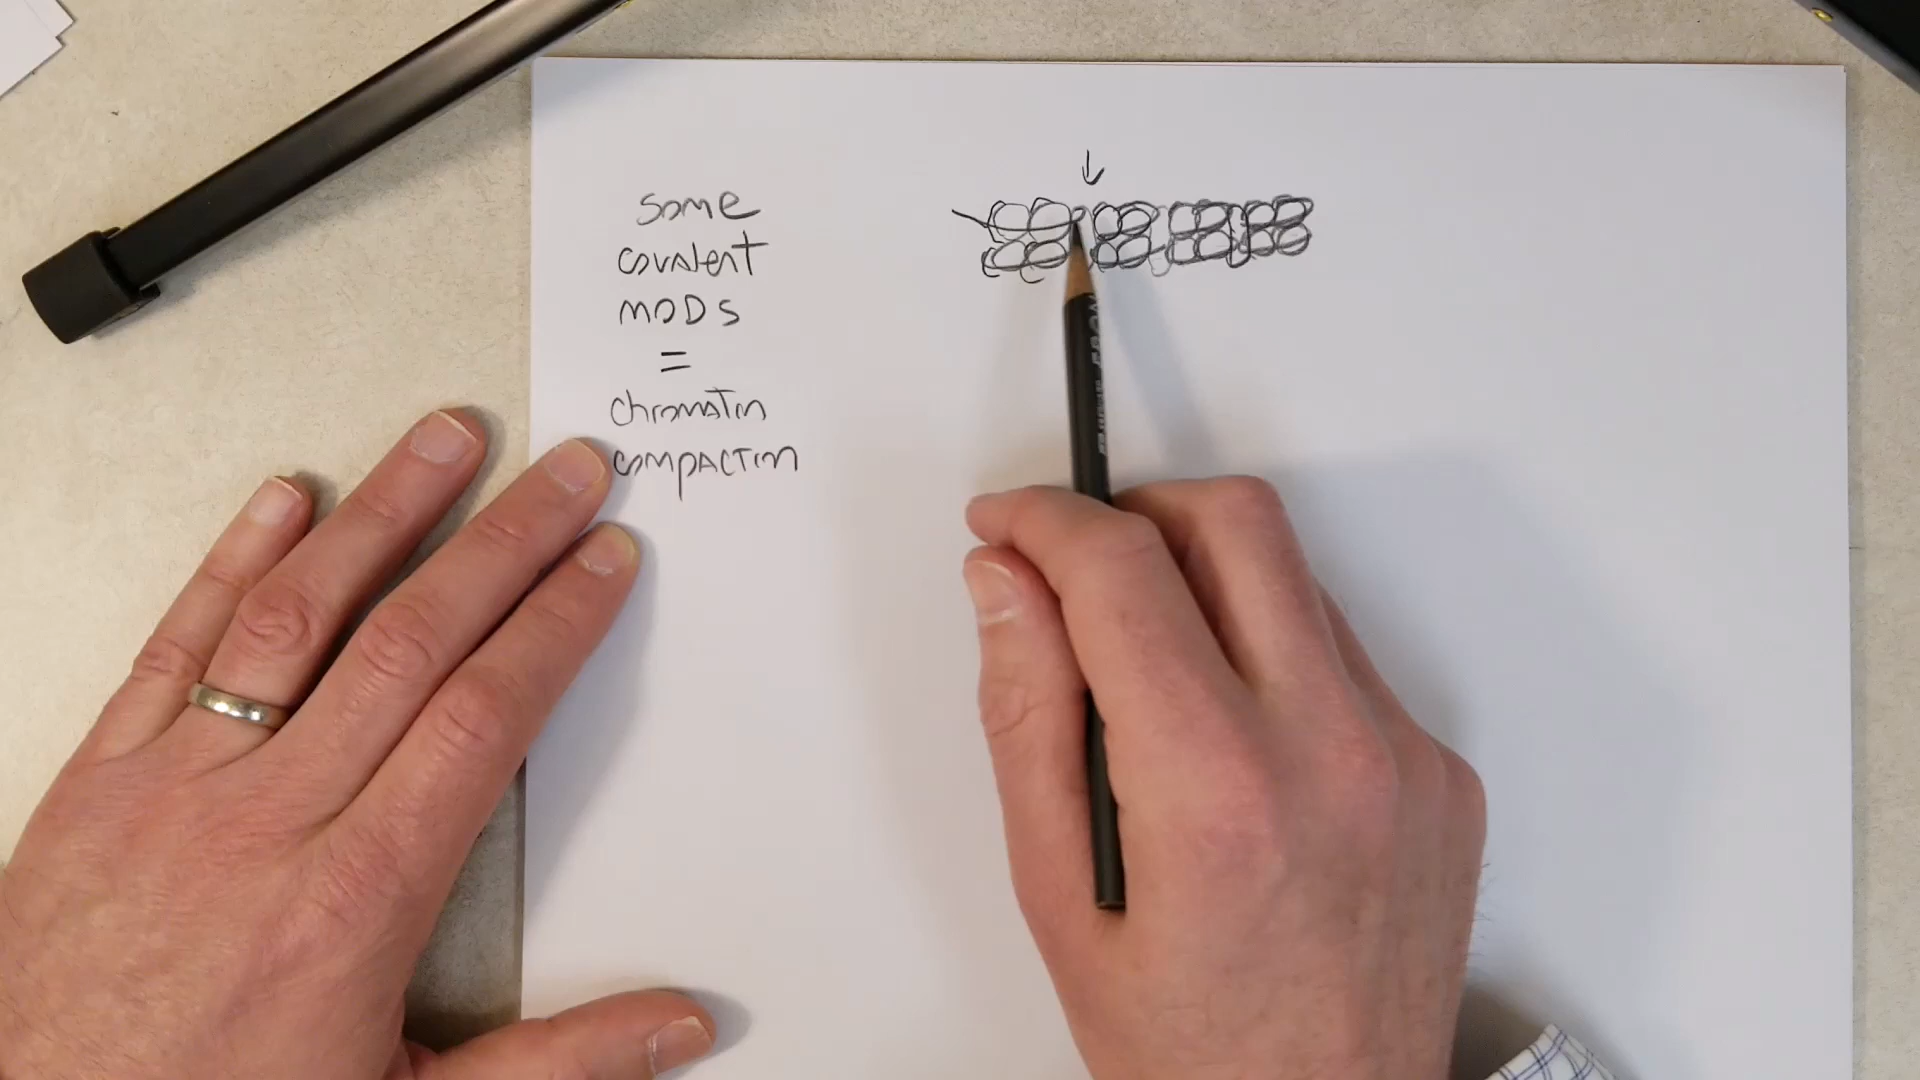 some
covalent
MODS
=
chromatin
compaction